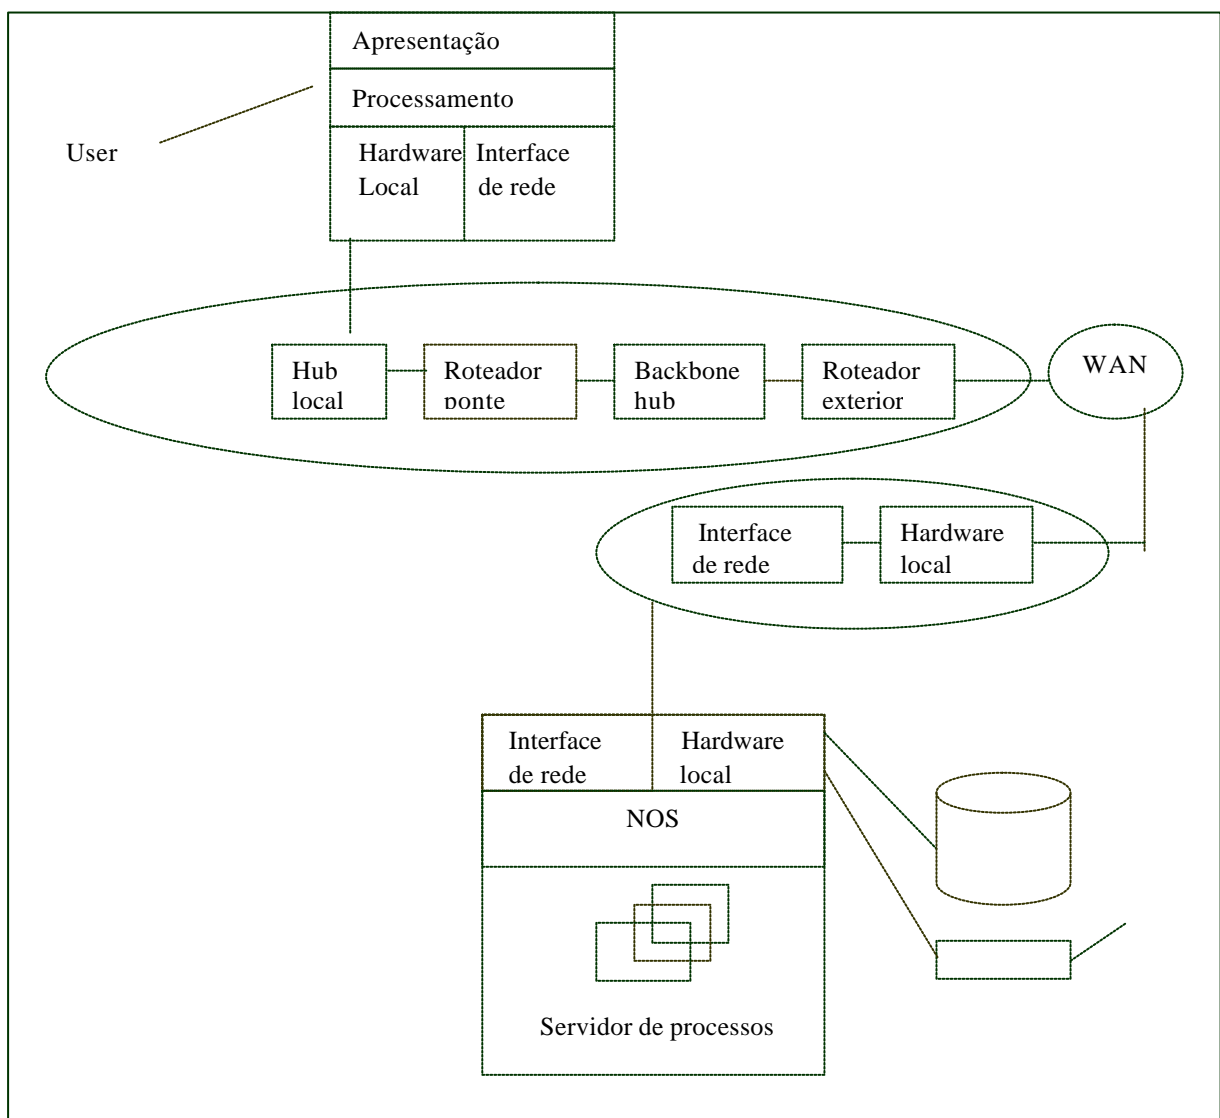 Apresentação
Processamento
User
Hardware
Local
Interface
de rede
Hub
local
Roteador
ponte
Backbone
hub
Roteador
exterior
WAN
Interface
de rede
Hardware
local
Interface
de rede
Hardware
local
NOS
Servidor de processos